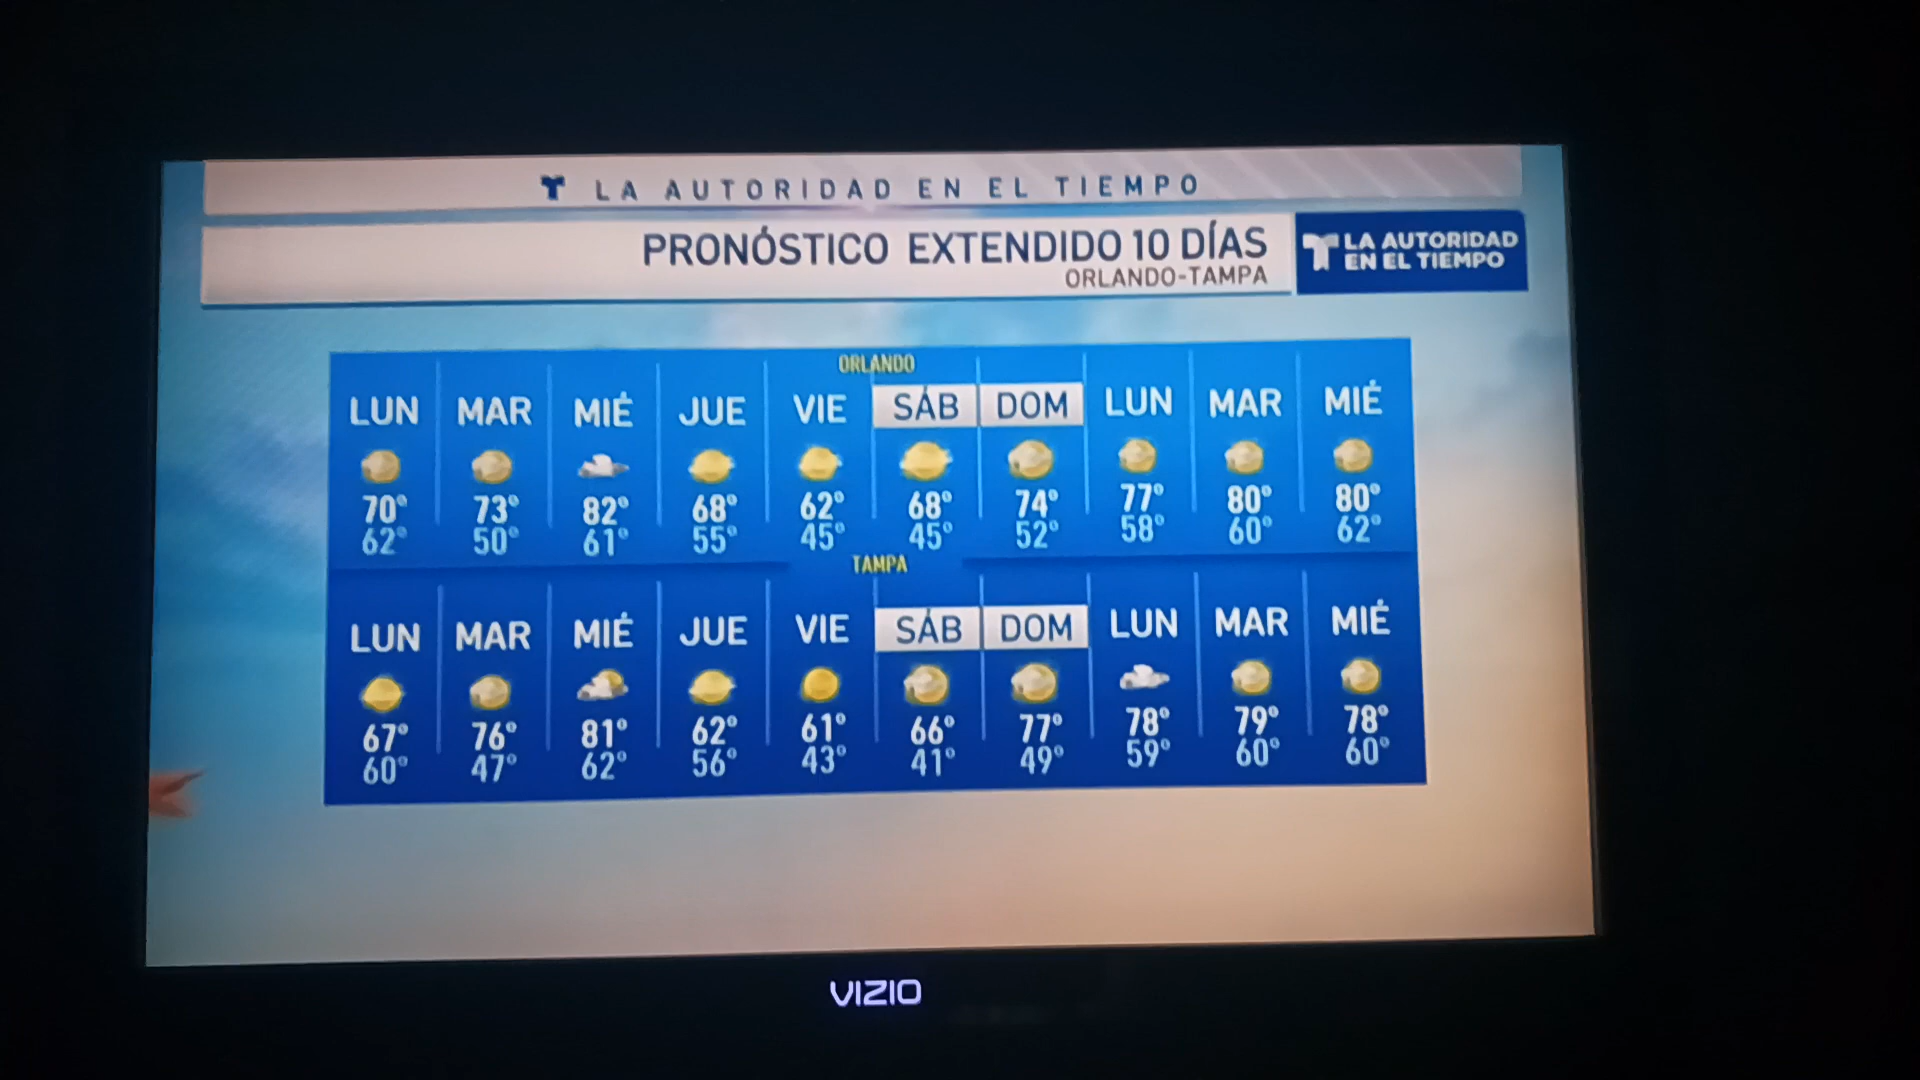 LA AUTORIDAD EN EL TIEMPO
PRONÓSTICO EXTENDIDO 10 DÍAS
ORLANDO-TAMPA
LA AUTORIDAD
EN EL TIEMPO
ORLANDO
LUN MAR MIÉ JUE VIE SÁB DOM LUN MAR MIÉ
70° 73° 82° 68° 62° 68° 74° 77° 80° 80°
62° 50° 61° 55° 45° 45° 52° 58° 60° 62°
TAMPA
LUN MAR MIÉ JUE VIE SÁB DOM LUN MAR MIÉ
67° 76° 81° 62° 61° 66° 77° 78° 79° 78°
60° 47° 62° 56° 43° 41° 49° 59° 60° 60°
VIZIO